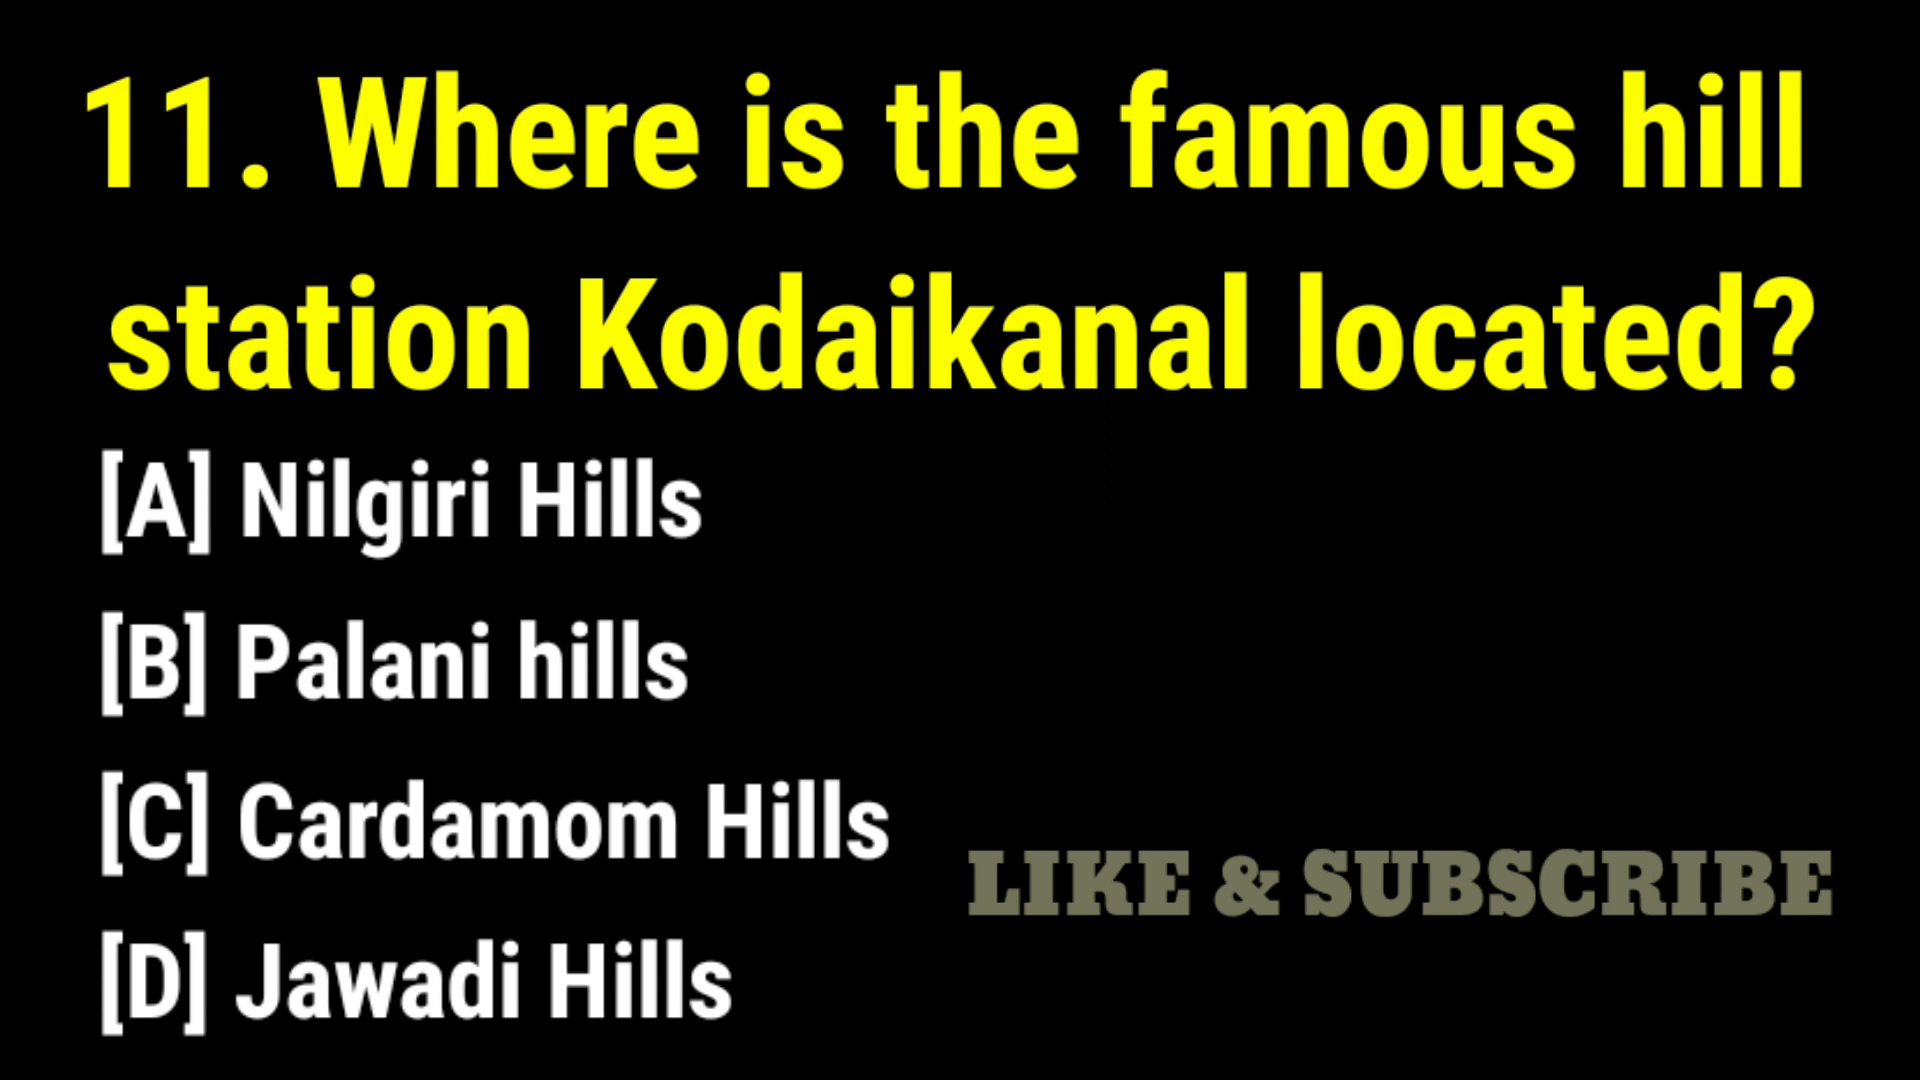 11. Where is the famous hill
station Kodaikanal located?
[A] Nilgiri Hills
[B] Palani hills
[C] Cardamom Hills
LIKE & SUBSCRIBE
[D] Jawadi Hills